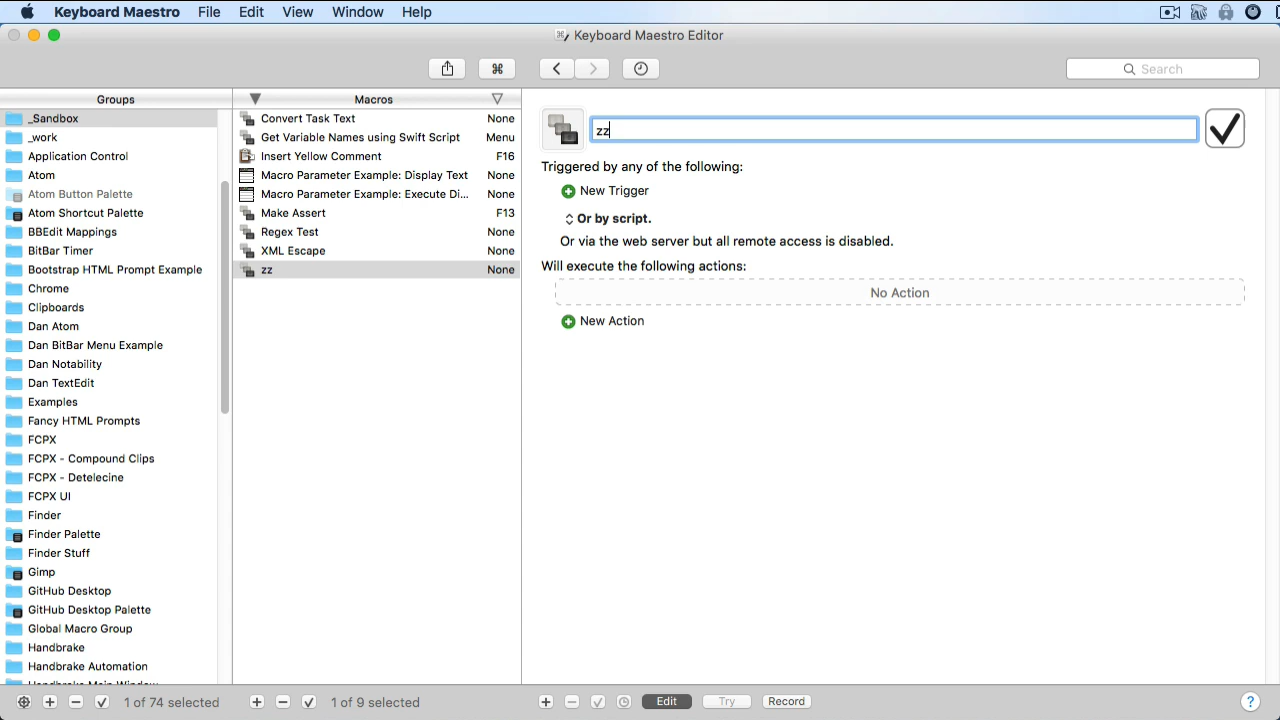 Keyboard Maestro File Edit View Window Help
Keyboard Maestro Editor
Search
Groups
_Sandbox
_work
Application Control
Atom
Atom Button Palette
Atom Shortcut Palette
BBEdit Mappings
BitBar Timer
Bootstrap HTML Prompt Example
Chrome
Clipboards
Dan Atom
Dan BitBar Menu Example
Dan Notability
Dan TextEdit
Examples
Fancy HTML Prompts
FCPX
FCPX - Compound Clips
FCPX - Detelecine
FCPX UI
Finder
Finder Palette
Finder Stuff
Gimp
GitHub Desktop
GitHub Desktop Palette
Global Macro Group
Handbrake
Handbrake Automation
Handbrake Main Window
1 of 74 selected
Macros
Convert Task Text None
Get Variable Names using Swift Script Menu
Insert Yellow Comment F16
Macro Parameter Example: Display Text None
Macro Parameter Example: Execute Di... None
Make Assert F13
Regex Test None
XML Escape None
zz None
1 of 9 selected
zz
Triggered by any of the following:
New Trigger
Or by script.
Or via the web server but all remote access is disabled.
Will execute the following actions:
No Action
New Action
Edit Try Record ?